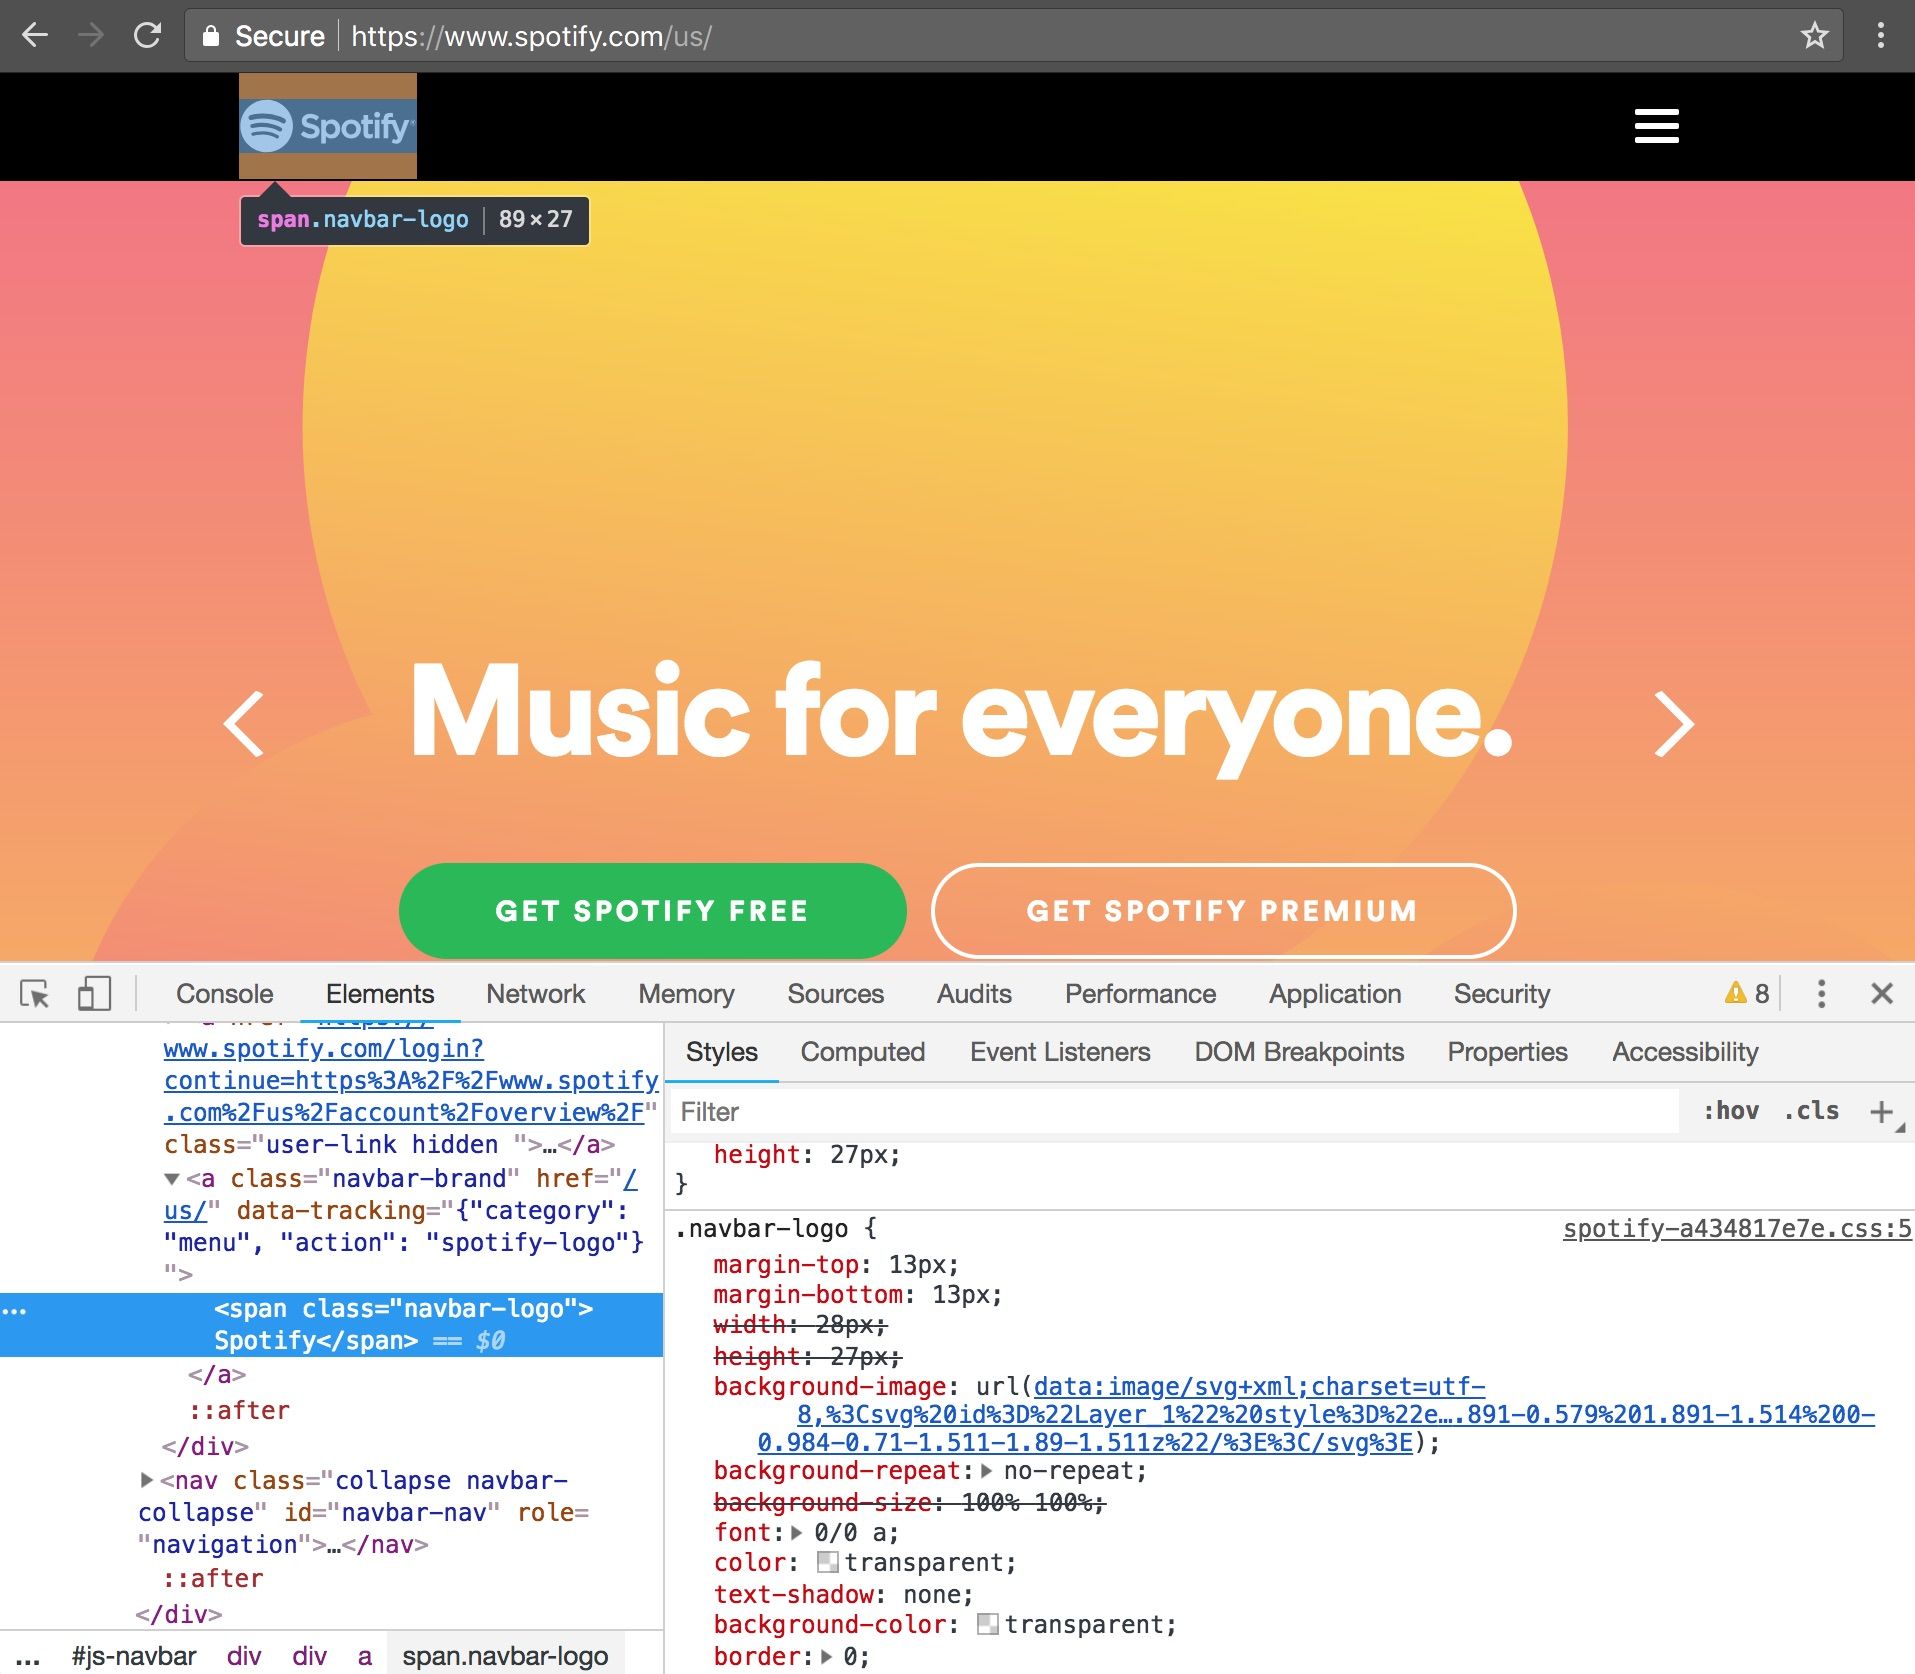 Secure https://www.spotify.com/us/
Spotify
span.navbar-logo 89 × 27
Music for everyone.
GET SPOTIFY FREE GET SPOTIFY PREMIUM
Console Elements Network Memory Sources Audits Performance Application Security 8
www.spotify.com/login?
continue=https%3A%2F%2Fwww.spotify
.com%2Fus%2Faccount%2Foverview%2F"
class="user-link hidden ">…</a>
<a class="navbar-brand" href="/
us/" data-tracking="{"category":
"menu", "action": "spotify-logo"}
">
… <span class="navbar-logo">
Spotify</span> == $0
</a>
::after
</div>
<nav class="collapse navbar-
collapse" id="navbar-nav" role=
"navigation">…</nav>
::after
</div>
... #js-navbar div div a span.navbar-logo
Styles Computed Event Listeners DOM Breakpoints Properties Accessibility
Filter :hov .cls +
height: 27px;
}
.navbar-logo { spotify-a434817e7e.css:5
margin-top: 13px;
margin-bottom: 13px;
width: 28px;
height: 27px;
background-image: url(data:image/svg+xml;charset=utf-
8,%3Csvg%20id%3D%22Layer_1%22%20style%3D%22e….891-0.579%201.891-1.514%200-
0.984-0.71-1.511-1.89-1.511z%22/%3E%3C/svg%3E);
background-repeat: no-repeat;
background-size: 100% 100%;
font: 0/0 a;
color: transparent;
text-shadow: none;
background-color: transparent;
border: 0;